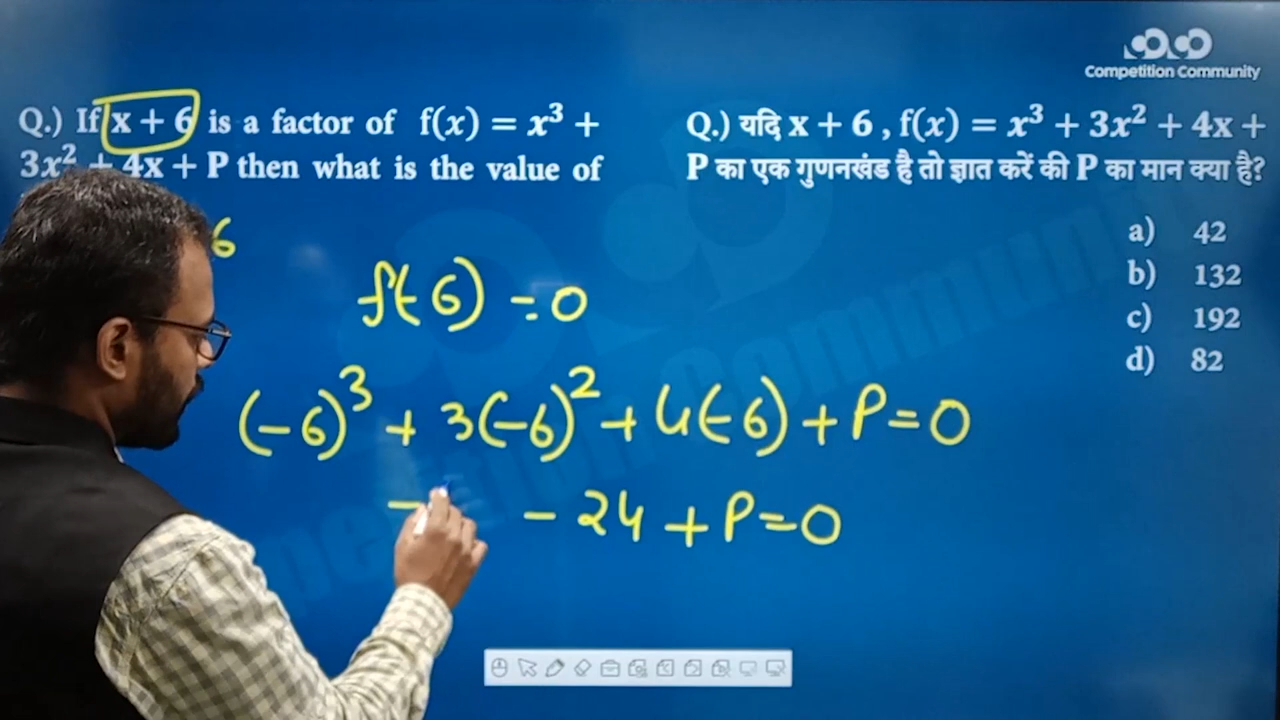 Competition Community
Q.) If x + 6 is a factor of f(x) = x³ +
3x² + 4x + P then what is the value of
Q.) यदि x + 6 , f(x) = x³ + 3x² + 4x +
P का एक गुणनखंड है तो ज्ञात करें की P का मान क्या है?
a) 42
b) 132
c) 192
d) 82
6
f(-6) = 0
(-6)³ + 3(-6)² + 4(-6) + P = 0
- - 24 + P = 0